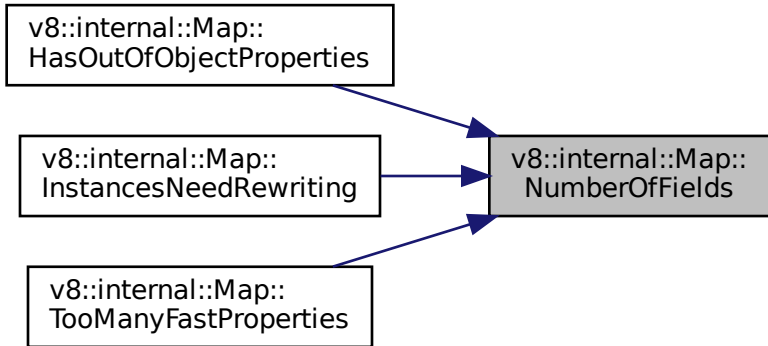 v8::internal::Map::
HasOutOfObjectProperties
v8::internal::Map::
InstancesNeedRewriting
v8::internal::Map::
NumberOfFields
v8::internal::Map::
TooManyFastProperties